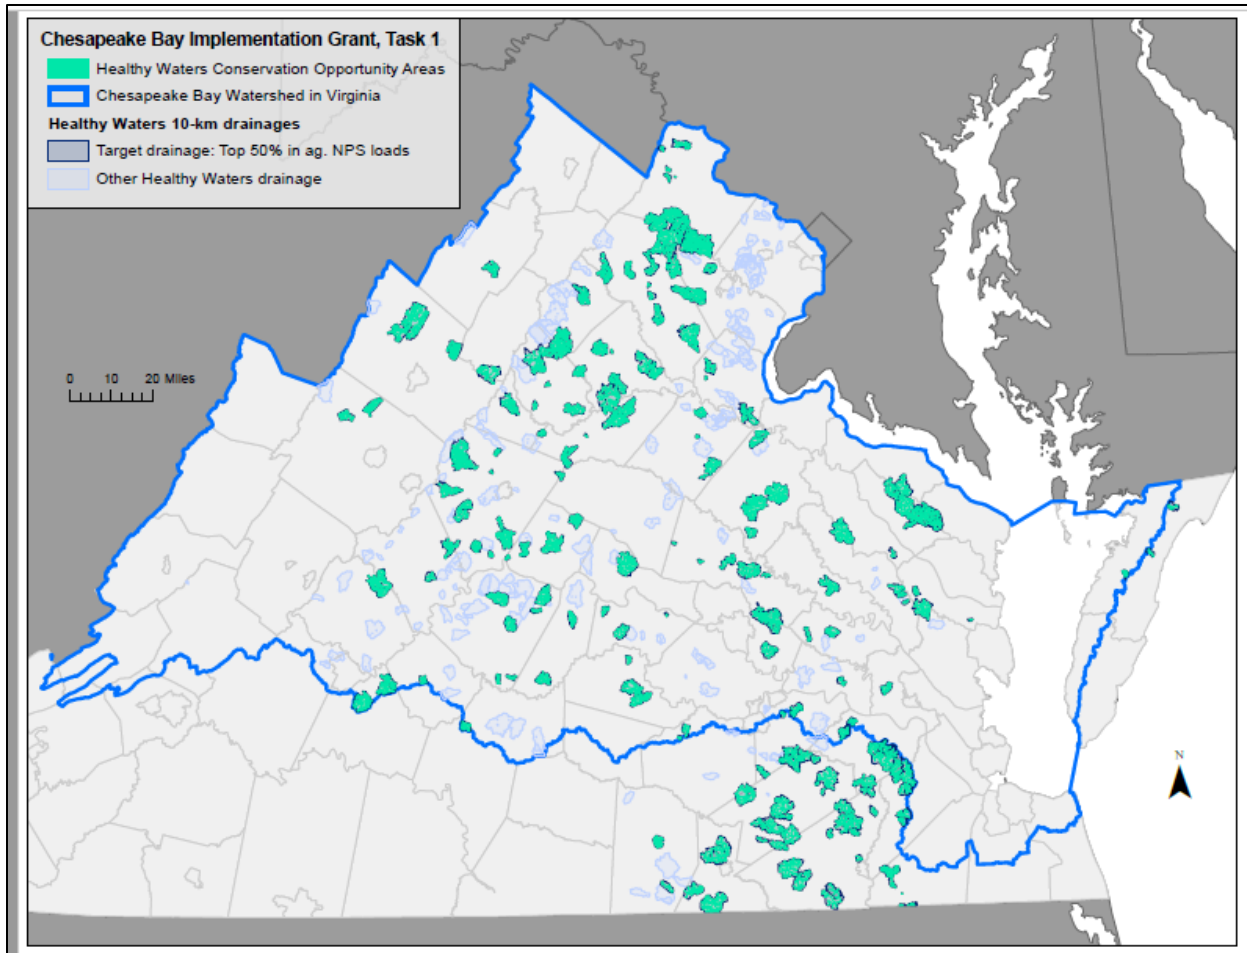 Chesapeake Bay Implementation Grant, Task 1
Healthy Waters Conservation Opportunity Areas
Chesapeake Bay Watershed in Virginia
Healthy Waters 10-km drainages
Target drainage: Top 50% in ag. NPS loads
Other Healthy Waters drainage
0 10 20 Miles
N